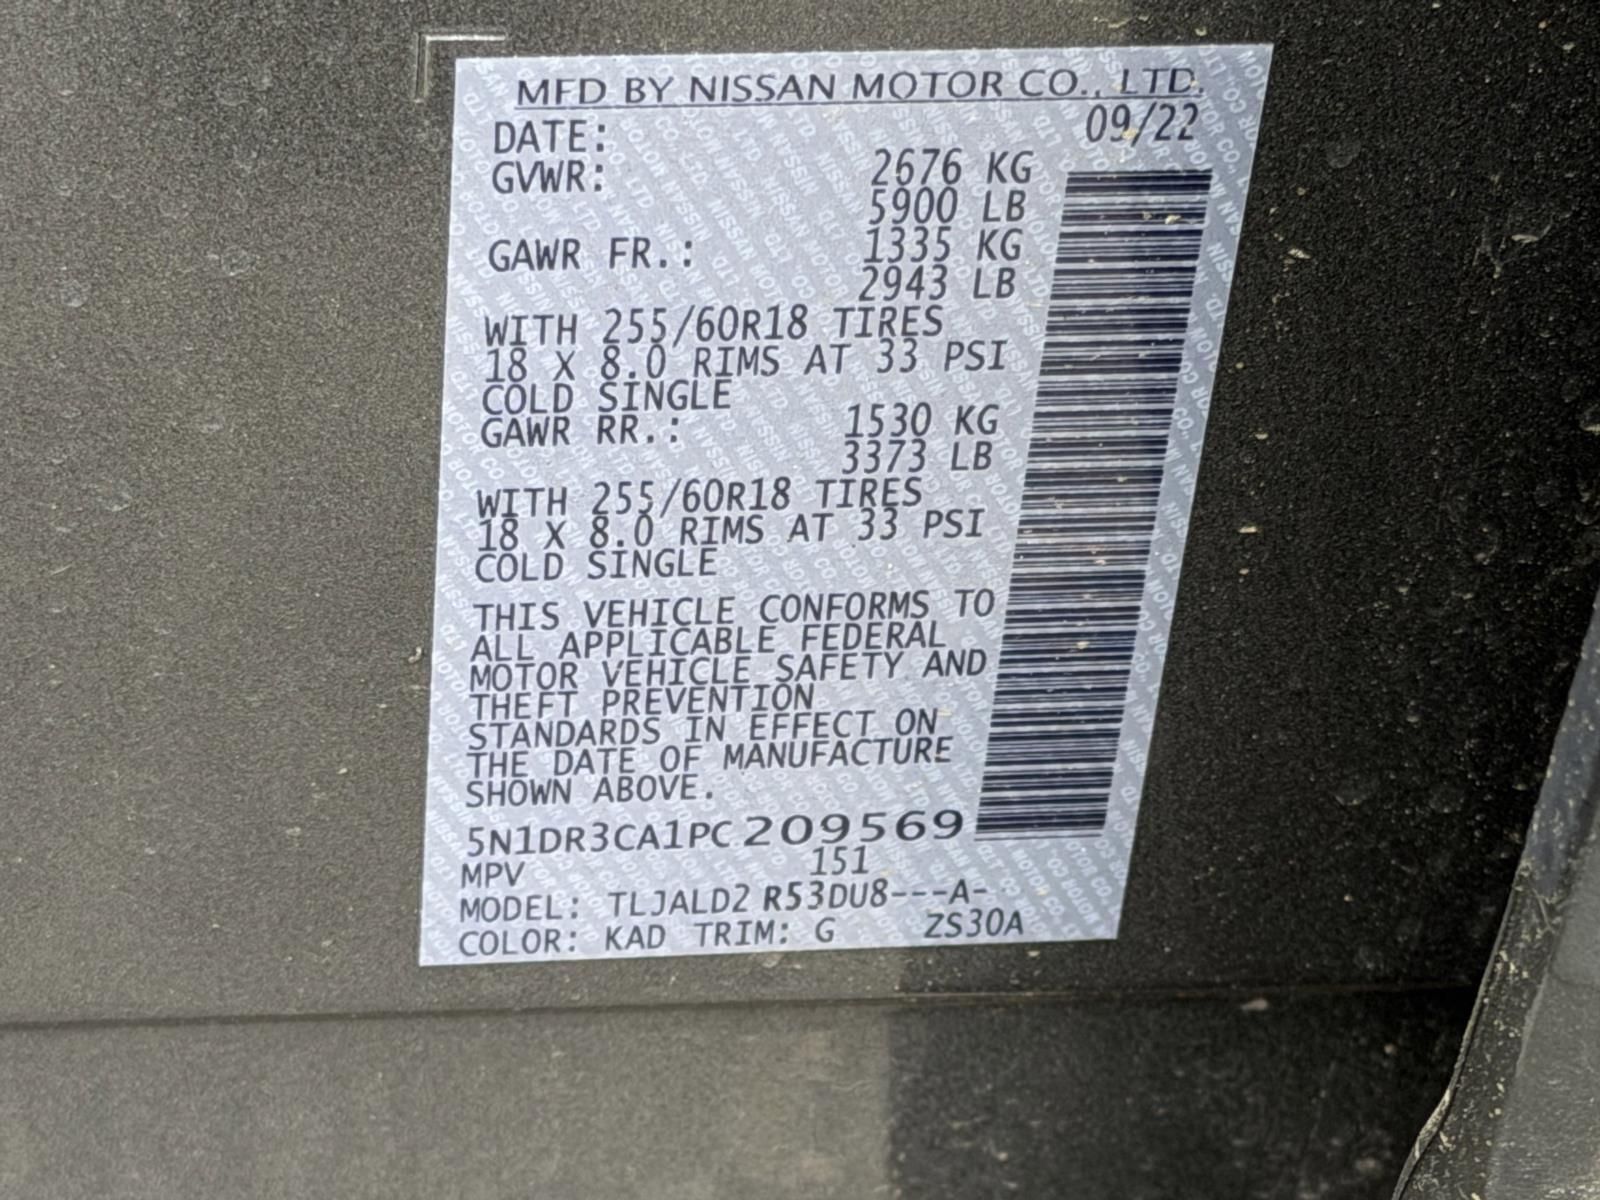 MFD BY NISSAN MOTOR CO., LTD.
DATE: 09/22
GVWR: 2676 KG
5900 LB
GAWR FR.: 1335 KG
2943 LB
WITH 255/60R18 TIRES
18 X 8.0 RIMS AT 33 PSI
COLD SINGLE
GAWR RR.: 1530 KG
3373 LB
WITH 255/60R18 TIRES
18 X 8.0 RIMS AT 33 PSI
COLD SINGLE
THIS VEHICLE CONFORMS TO
ALL APPLICABLE FEDERAL
MOTOR VEHICLE SAFETY AND
THEFT PREVENTION
STANDARDS IN EFFECT ON
THE DATE OF MANUFACTURE
SHOWN ABOVE.
5N1DR3CA1PC209569
MPV 151
MODEL: TLJALD2 R53DU8---A-
COLOR: KAD TRIM: G ZS30A